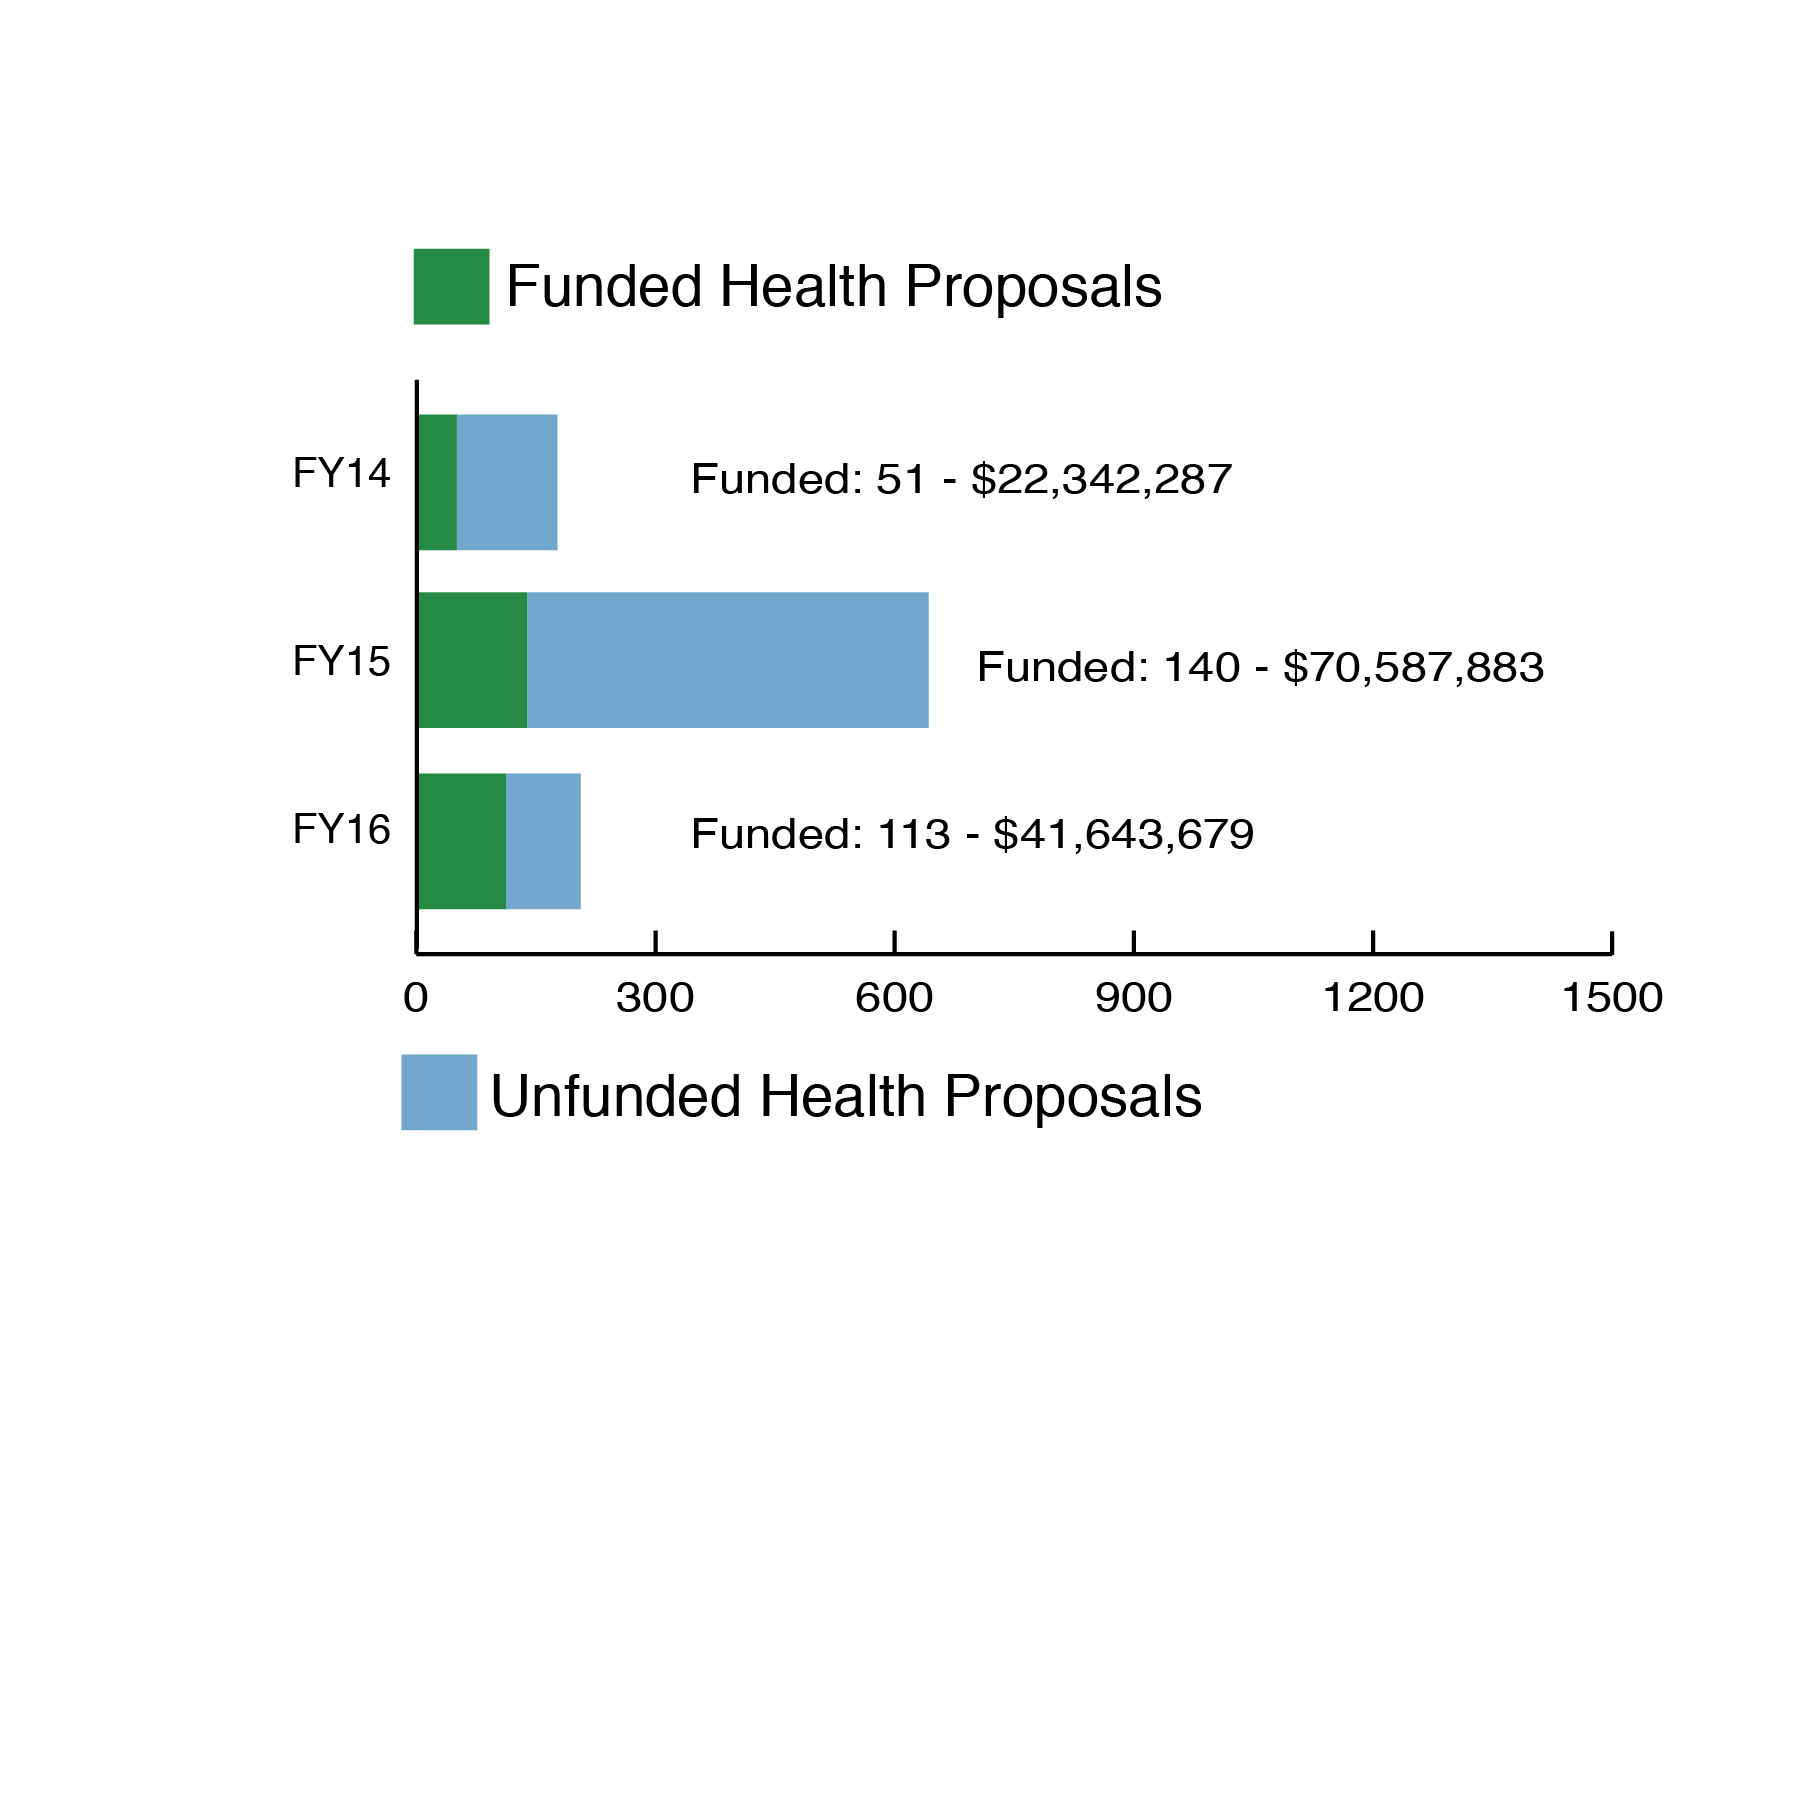 Funded Health Proposals
FY14
Funded: 51 - $22,342,287
FY15
Funded: 140 - $70,587,883
FY16
Funded: 113 - $41,643,679
0 300 600 900 1200 1500
Unfunded Health Proposals